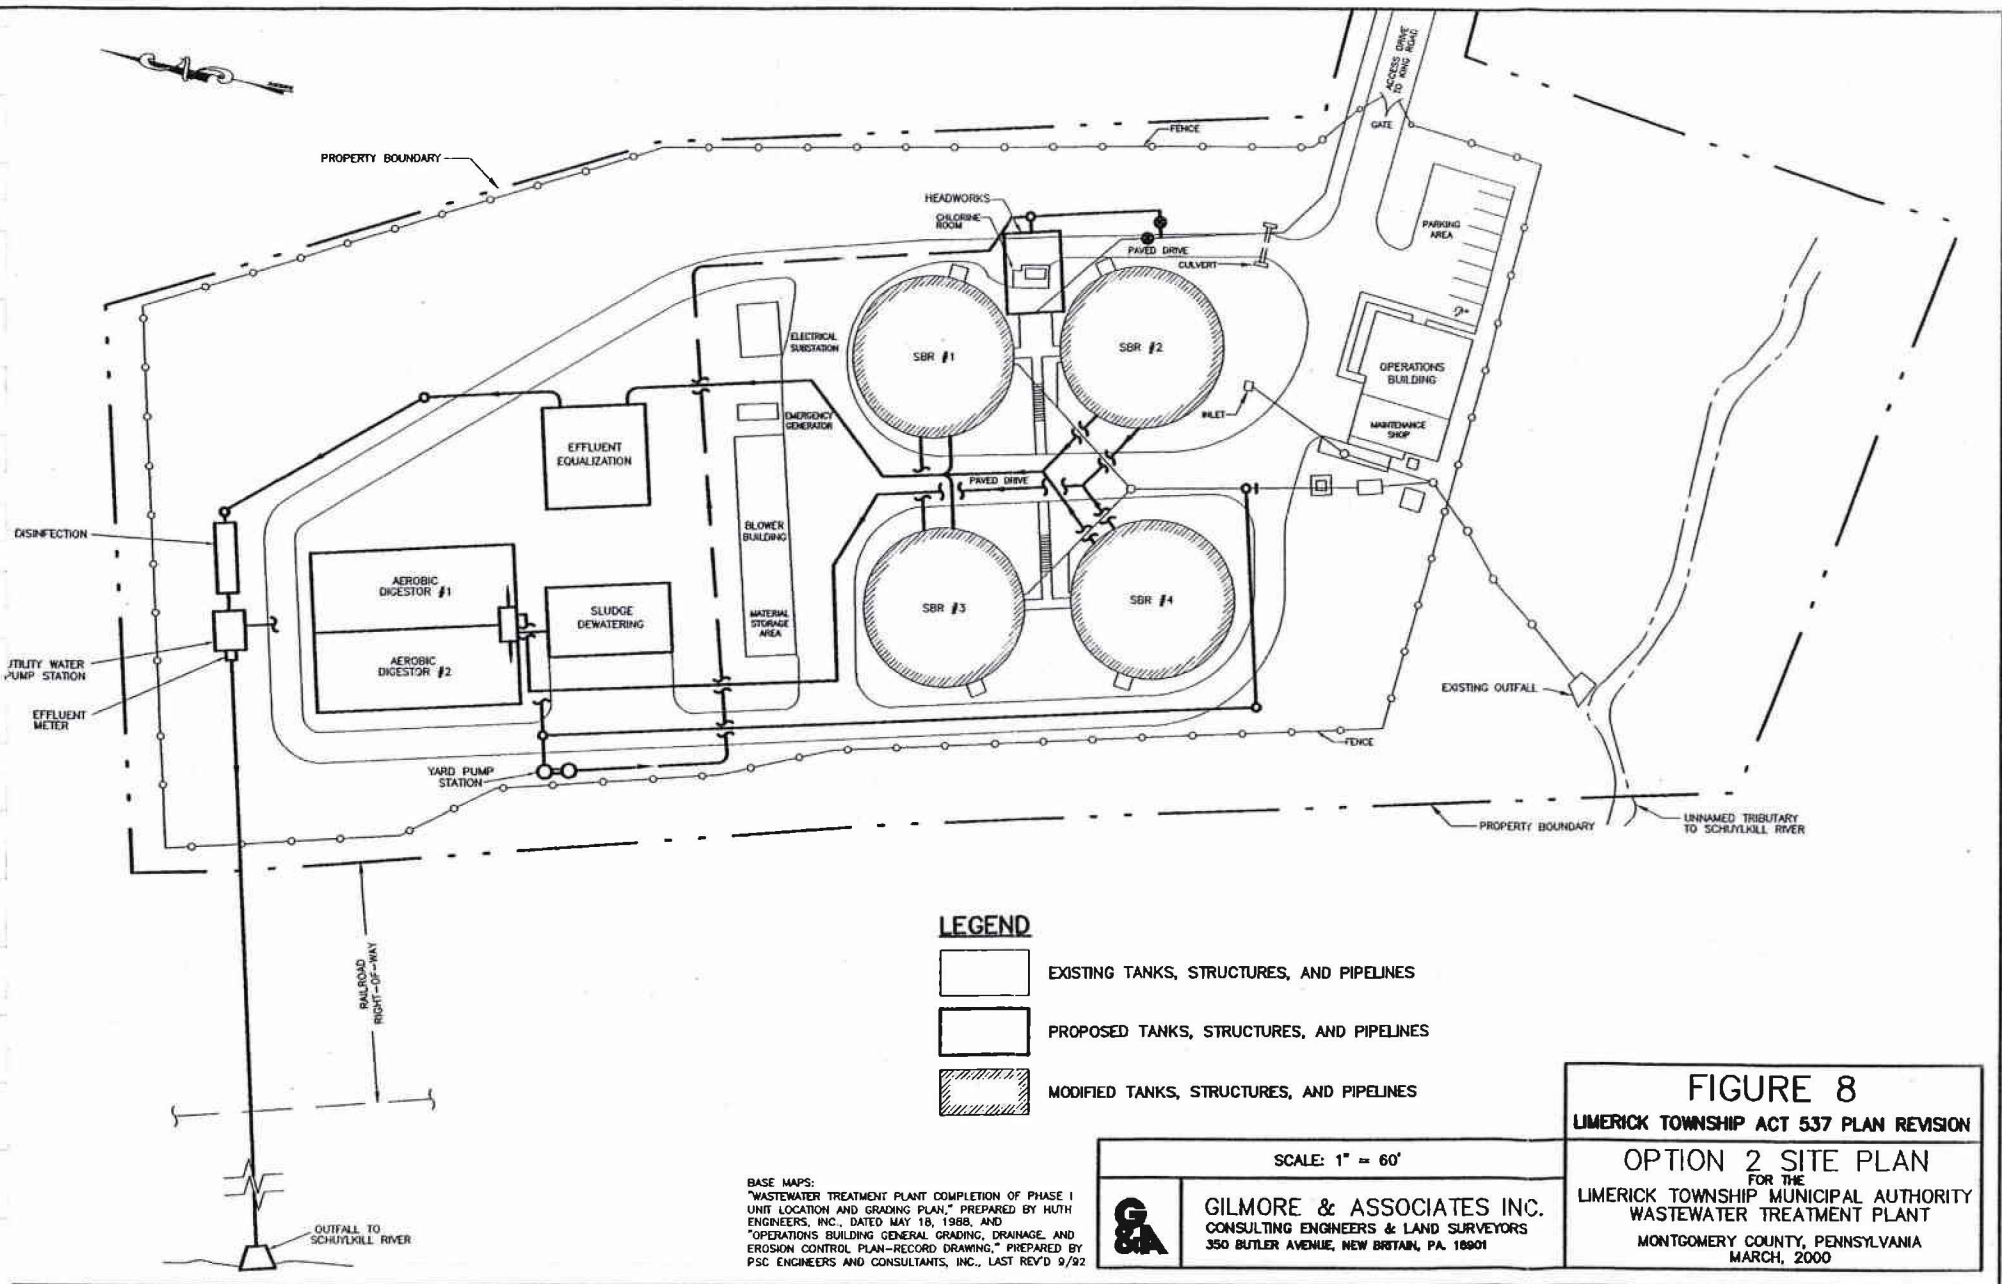 ACCESS DRIVE
TO KING ROAD
GATE
FENCE
PROPERTY BOUNDARY
HEADWORKS
CHLORINE
ROOM
PARKING
AREA
PAVED DRIVE
CULVERT
ELECTRICAL
SUBSTATION
SBR #1
SBR #2
OPERATIONS
BUILDING
EMERGENCY
GENERATOR
INLET
MAINTENANCE
SHOP
EFFLUENT
EQUALIZATION
PAVED DRIVE
DISINFECTION
BLOWER
BUILDING
AEROBIC
DIGESTOR #1
SLUDGE
DEWATERING
MATERIAL
STORAGE
AREA
SBR #3
SBR #4
UTILITY WATER
PUMP STATION
AEROBIC
DIGESTOR #2
EFFLUENT
METER
EXISTING OUTFALL
FENCE
YARD PUMP
STATION
PROPERTY BOUNDARY
UNNAMED TRIBUTARY
TO SCHUYLKILL RIVER
RAILROAD
RIGHT-OF-WAY
LEGEND
EXISTING TANKS, STRUCTURES, AND PIPELINES
PROPOSED TANKS, STRUCTURES, AND PIPELINES
MODIFIED TANKS, STRUCTURES, AND PIPELINES
OUTFALL TO
SCHUYLKILL RIVER
BASE MAPS:
"WASTEWATER TREATMENT PLANT COMPLETION OF PHASE I
UNIT LOCATION AND GRADING PLAN," PREPARED BY HUTH
ENGINEERS, INC., DATED MAY 18, 1988, AND
"OPERATIONS BUILDING GENERAL GRADING, DRAINAGE, AND
EROSION CONTROL PLAN-RECORD DRAWING," PREPARED BY
PSC ENGINEERS AND CONSULTANTS, INC., LAST REV'D 9/92
SCALE: 1" = 60'
G&A
GILMORE & ASSOCIATES INC.
CONSULTING ENGINEERS & LAND SURVEYORS
350 BUTLER AVENUE, NEW BRITAIN, PA. 18901
FIGURE 8
LIMERICK TOWNSHIP ACT 537 PLAN REVISION
OPTION 2 SITE PLAN
FOR THE
LIMERICK TOWNSHIP MUNICIPAL AUTHORITY
WASTEWATER TREATMENT PLANT
MONTGOMERY COUNTY, PENNSYLVANIA
MARCH, 2000